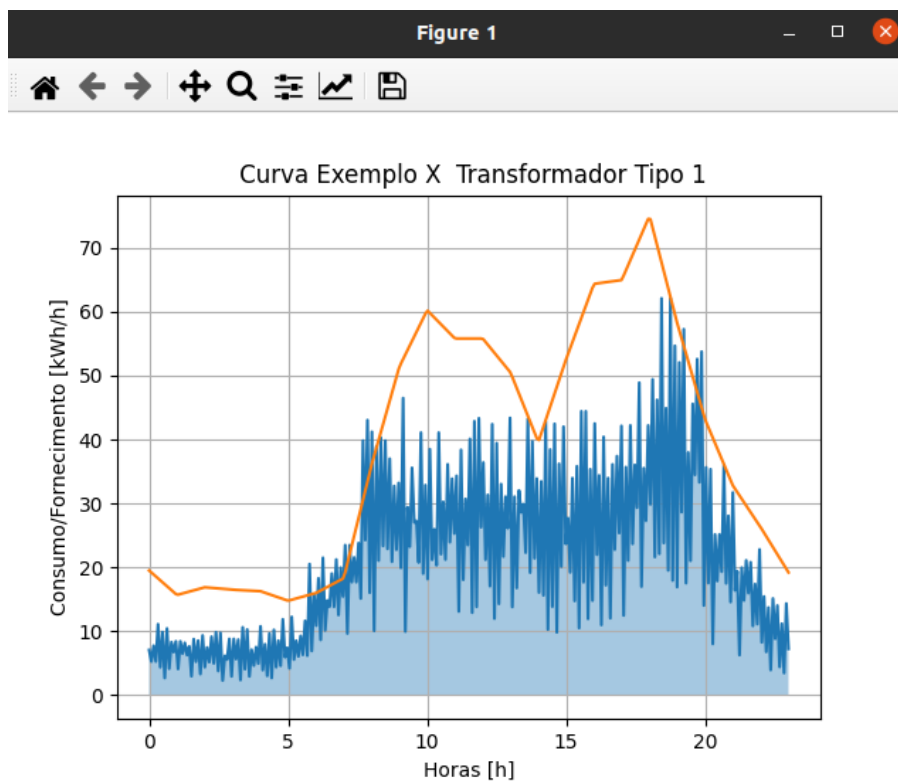 Figure 1
Curva Exemplo X  Transformador Tipo 1
Consumo/Fornecimento [kWh/h]
70
60
50
40
30
20
10
0
0 5 10 15 20
Horas [h]